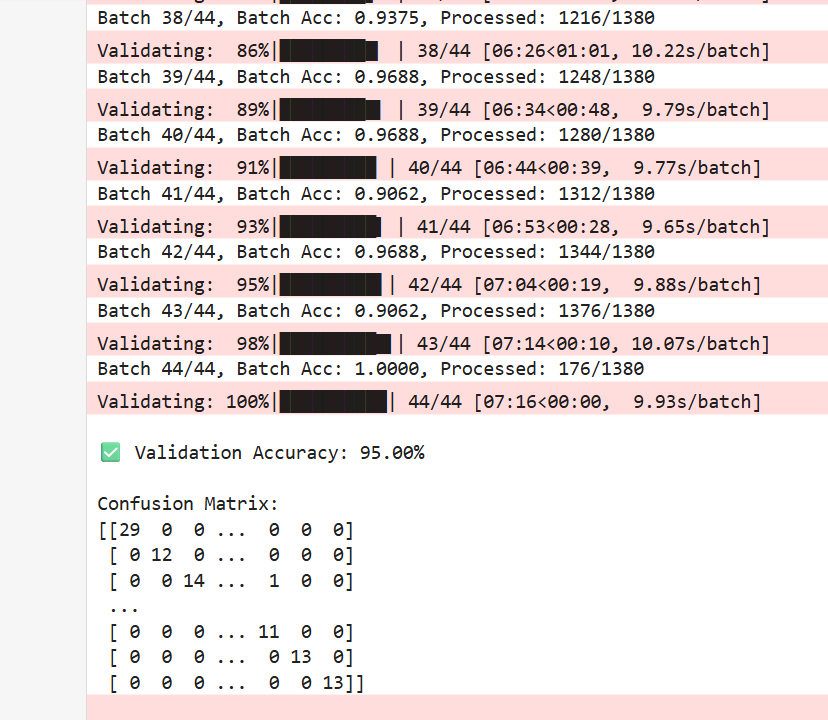 Batch 38/44, Batch Acc: 0.9375, Processed: 1216/1380
Validating:  86%|████████▋ | 38/44 [06:26<01:01, 10.22s/batch]
Batch 39/44, Batch Acc: 0.9688, Processed: 1248/1380
Validating:  89%|████████▊ | 39/44 [06:34<00:48,  9.79s/batch]
Batch 40/44, Batch Acc: 0.9688, Processed: 1280/1380
Validating:  91%|█████████ | 40/44 [06:44<00:39,  9.77s/batch]
Batch 41/44, Batch Acc: 0.9062, Processed: 1312/1380
Validating:  93%|█████████▎| 41/44 [06:53<00:28,  9.65s/batch]
Batch 42/44, Batch Acc: 0.9688, Processed: 1344/1380
Validating:  95%|█████████▌| 42/44 [07:04<00:19,  9.88s/batch]
Batch 43/44, Batch Acc: 0.9062, Processed: 1376/1380
Validating:  98%|█████████▊| 43/44 [07:14<00:10, 10.07s/batch]
Batch 44/44, Batch Acc: 1.0000, Processed: 176/1380
Validating: 100%|██████████| 44/44 [07:16<00:00,  9.93s/batch]
✅ Validation Accuracy: 95.00%
Confusion Matrix:
[[29  0  0 ...  0  0  0]
 [ 0 12  0 ...  0  0  0]
 [ 0  0 14 ...  1  0  0]
 ...
 [ 0  0  0 ... 11  0  0]
 [ 0  0  0 ...  0 13  0]
 [ 0  0  0 ...  0  0 13]]